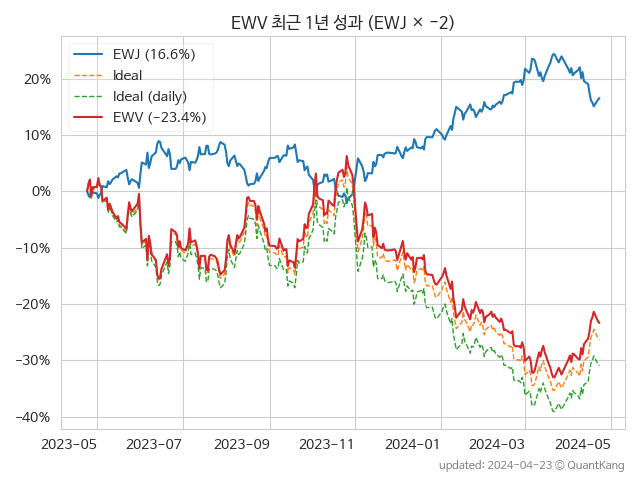 EWV 최근 1년 성과 (EWJ × −2)
EWJ (16.6%)
Ideal
Ideal (daily)
EWV (−23.4%)
20%
10%
0%
−10%
−20%
−30%
−40%
2023-05 2023-07 2023-09 2023-11 2024-01 2024-03 2024-05
updated: 2024-04-23 © QuantKang